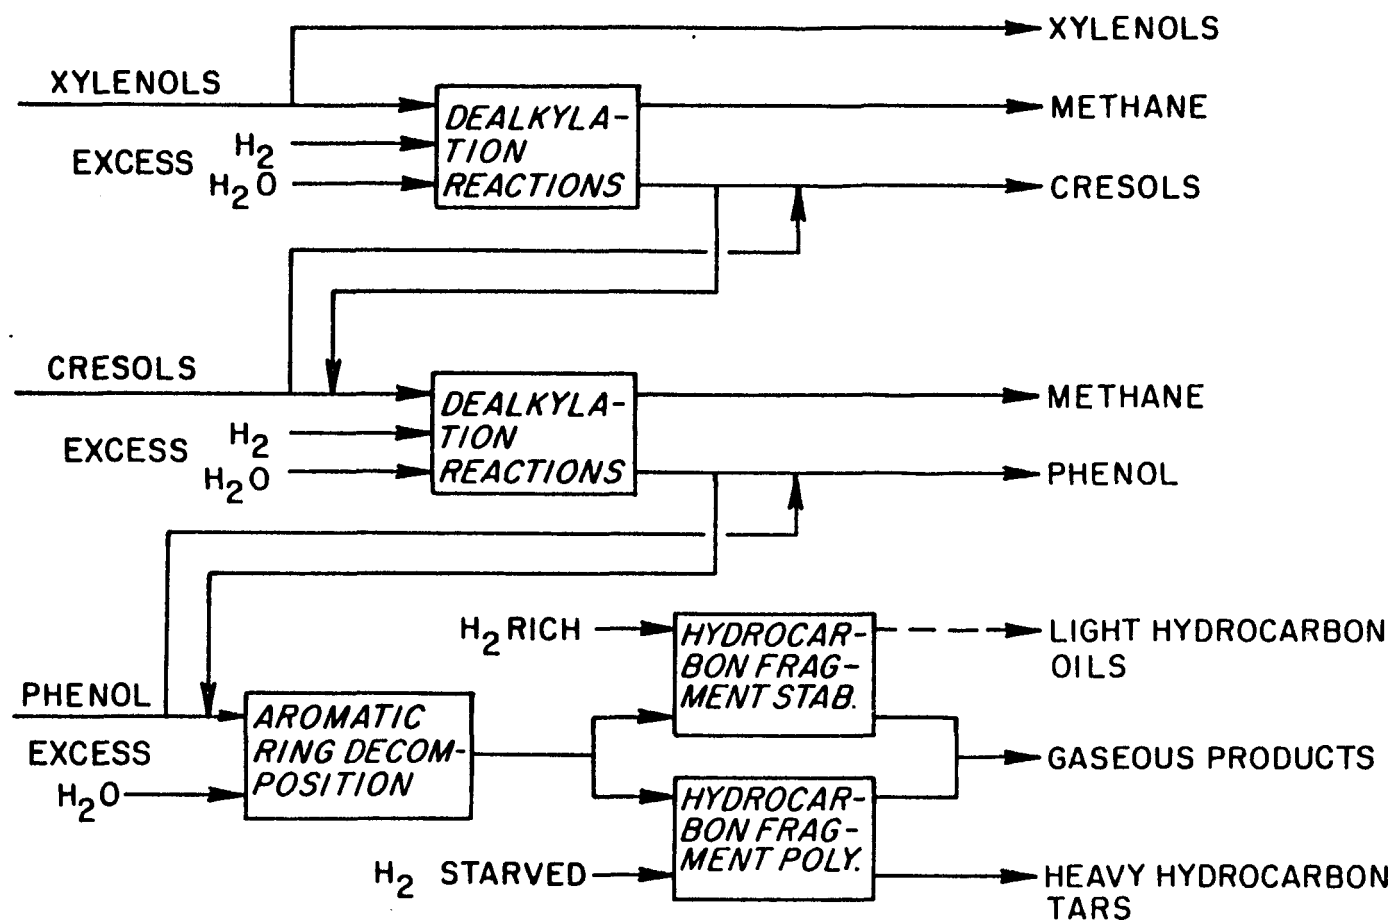 XYLENOLS
XYLENOLS
DEALKYLA-
TION
REACTIONS
METHANE
EXCESS H2
H2O
CRESOLS
CRESOLS
DEALKYLA-
TION
REACTIONS
METHANE
EXCESS H2
H2O
PHENOL
H2 RICH
HYDROCAR-
BON FRAG-
MENT STAB.
LIGHT HYDROCARBON
OILS
PHENOL
EXCESS
H2O
AROMATIC
RING DECOM-
POSITION
GASEOUS PRODUCTS
HYDROCAR-
BON FRAG-
MENT POLY.
H2 STARVED
HEAVY HYDROCARBON
TARS